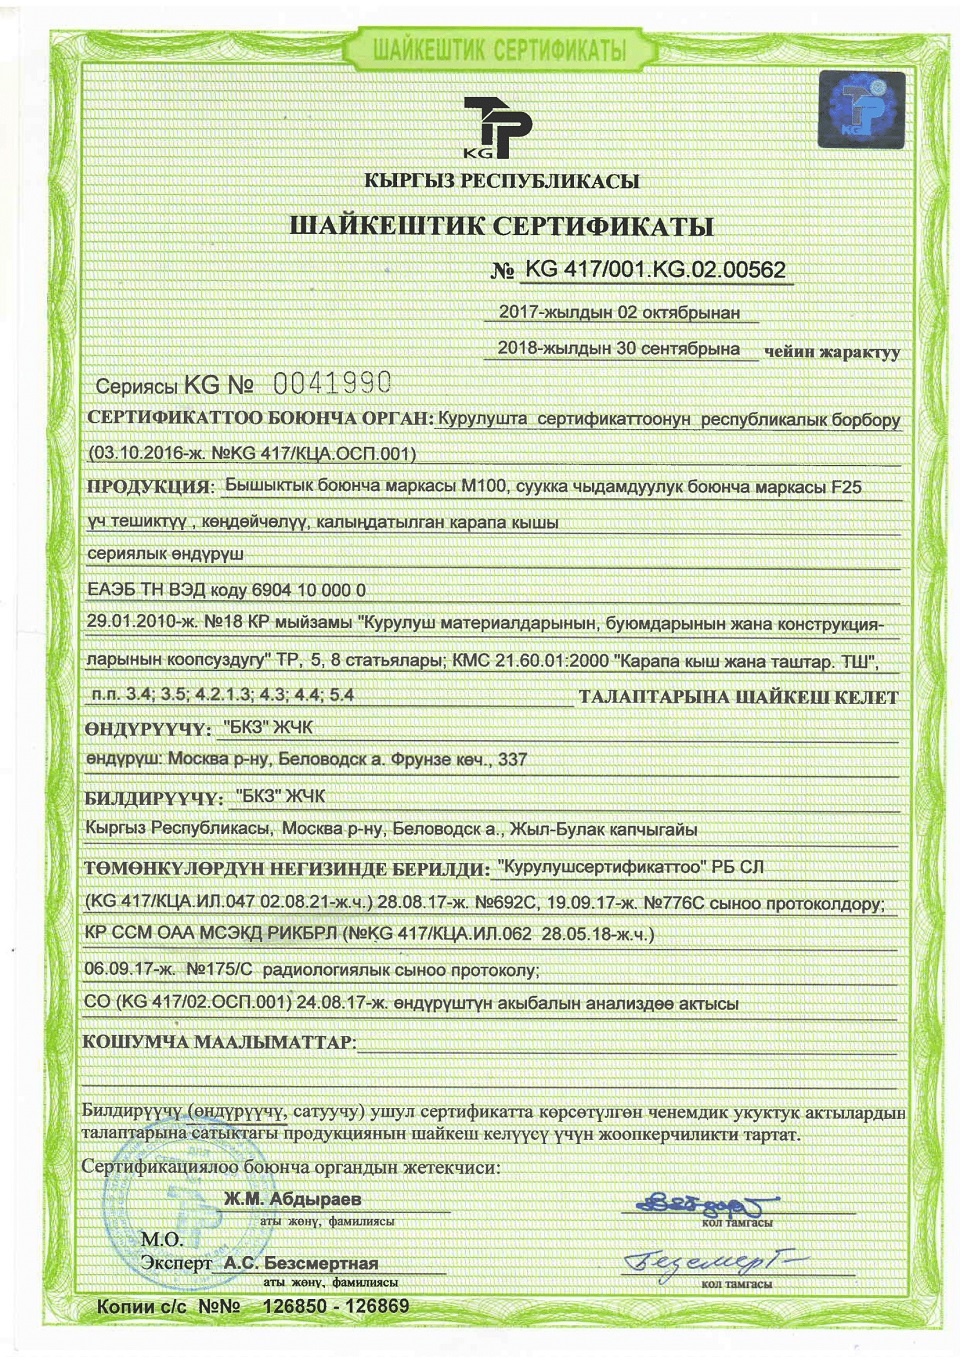 ШАЙКЕШТИК СЕРТИФИКАТЫ
KG
КЫРГЫЗ РЕСПУБЛИКАСЫ
ШАЙКЕШТИК СЕРТИФИКАТЫ
№ KG 417/001.KG.02.00562
2017-жылдын 02 октябрынан
2018-жылдын 30 сентябрына чейин жарактуу
Сериясы KG № 0041990
СЕРТИФИКАТТОО БОЮНЧА ОРГАН: Курулушта сертификаттоонун республикалык борбору
(03.10.2016-ж. №KG 417/КЦА.ОСП.001)
ПРОДУКЦИЯ: Бышыктык боюнча маркасы М100, суукка чыдамдуулук боюнча маркасы F25
үч тешиктүү , көңдөйчөлүү, калыңдатылган карапа кышы
сериялык өндүрүш
ЕАЭБ ТН ВЭД коду 6904 10 000 0
29.01.2010-ж. №18 КР мыйзамы "Курулуш материалдарынын, буюмдарынын жана конструкция-
ларынын коопсуздугу" ТР, 5, 8 статьялары; КМС 21.60.01:2000 "Карапа кыш жана таштар. ТШ",
п.п. 3.4; 3.5; 4.2.1.3; 4.3; 4.4; 5.4 ТАЛАПТАРЫНА ШАЙКЕШ КЕЛЕТ
ӨНДҮРҮҮЧҮ: "БКЗ" ЖЧК
өндүрүш: Москва р-ну, Беловодск а. Фрунзе көч., 337
БИЛДИРҮҮЧҮ: "БКЗ" ЖЧК
Кыргыз Республикасы, Москва р-ну, Беловодск а., Жыл-Булак капчыгайы
ТӨМӨНКҮЛӨРДҮН НЕГИЗИНДЕ БЕРИЛДИ: "Курулушсертификаттоо" РБ СЛ
(KG 417/КЦА.ИЛ.047 02.08.21-ж.ч.) 28.08.17-ж. №692С, 19.09.17-ж. №776С сыноо протоколдору;
КР ССМ ОАА МСЭКД РИКБРЛ (№KG 417/КЦА.ИЛ.062 28.05.18-ж.ч.)
06.09.17-ж. №175/С радиологиялык сыноо протоколу;
СО (KG 417/02.ОСП.001) 24.08.17-ж. өндүрүштүн акыбалын анализдөө актысы
КОШУМЧА МААЛЫМАТТАР:
Билдирүүчү (өндүрүүчү, сатуучу) ушул сертификатта көрсөтүлгөн ченемдик укуктук актылардын
талаптарына сатыктагы продукциянын шайкеш келүүсү үчүн жоопкерчиликти тартат.
Сертификациялоо боюнча органдын жетекчиси:
Ж.М. Абдыраев
аты жөнү, фамилиясы кол тамгасы
М.О.
Эксперт А.С. Безсмертная
аты жөнү, фамилиясы кол тамгасы
Копии с/с №№ 126850 - 126869